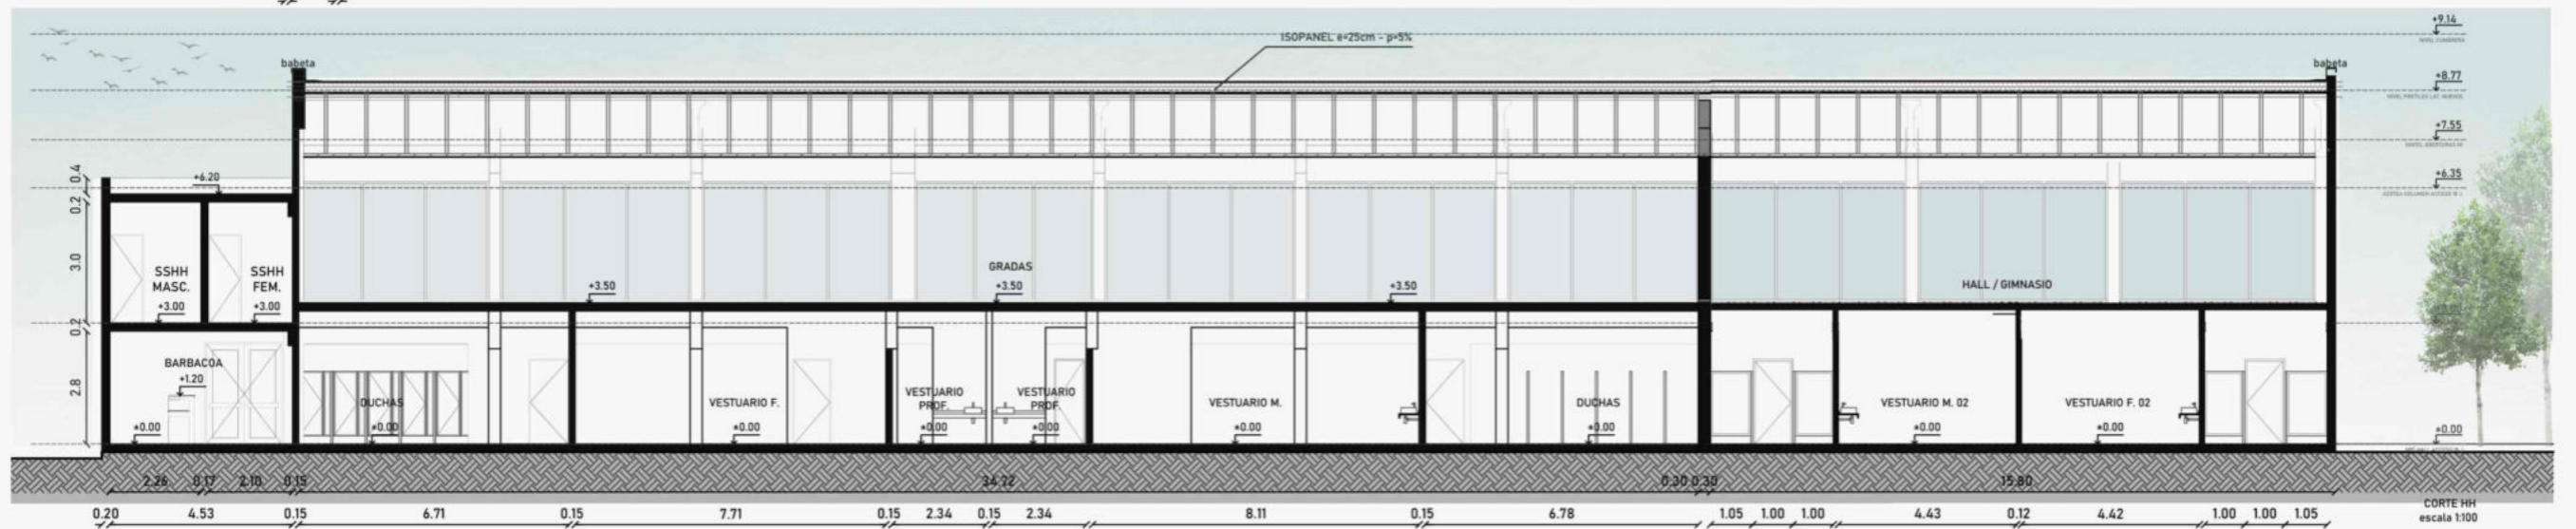 +9.14
NIVEL CUMBRERA
ISOPANEL e=25cm - p=5%
babeta
babeta
+8.77
+7.55
+6.35
0.4
+6.20
0.2
3.0
SSHH
MASC.
+3.00
SSHH
FEM.
+3.00
+3.50
GRADAS
+3.50
+3.50
HALL / GIMNASIO
0.2
2.8
BARBACOA
+1.20
±0.00
DUCHAS
±0.00
VESTUARIO F.
±0.00
VESTUARIO
PROF.
±0.00
VESTUARIO
PROF.
±0.00
VESTUARIO M.
±0.00
DUCHAS
±0.00
VESTUARIO M. 02
±0.00
VESTUARIO F. 02
±0.00
±0.00
2.26 0.17 2.10 0.15 34.22 0.30 0.30 15.80
0.20 4.53 0.15 6.71 0.15 7.71 0.15 2.34 0.15 2.34 8.11 0.15 6.78 1.05 1.00 1.00 4.43 0.12 4.42 1.00 1.00 1.05
CORTE HH
escala 1:100